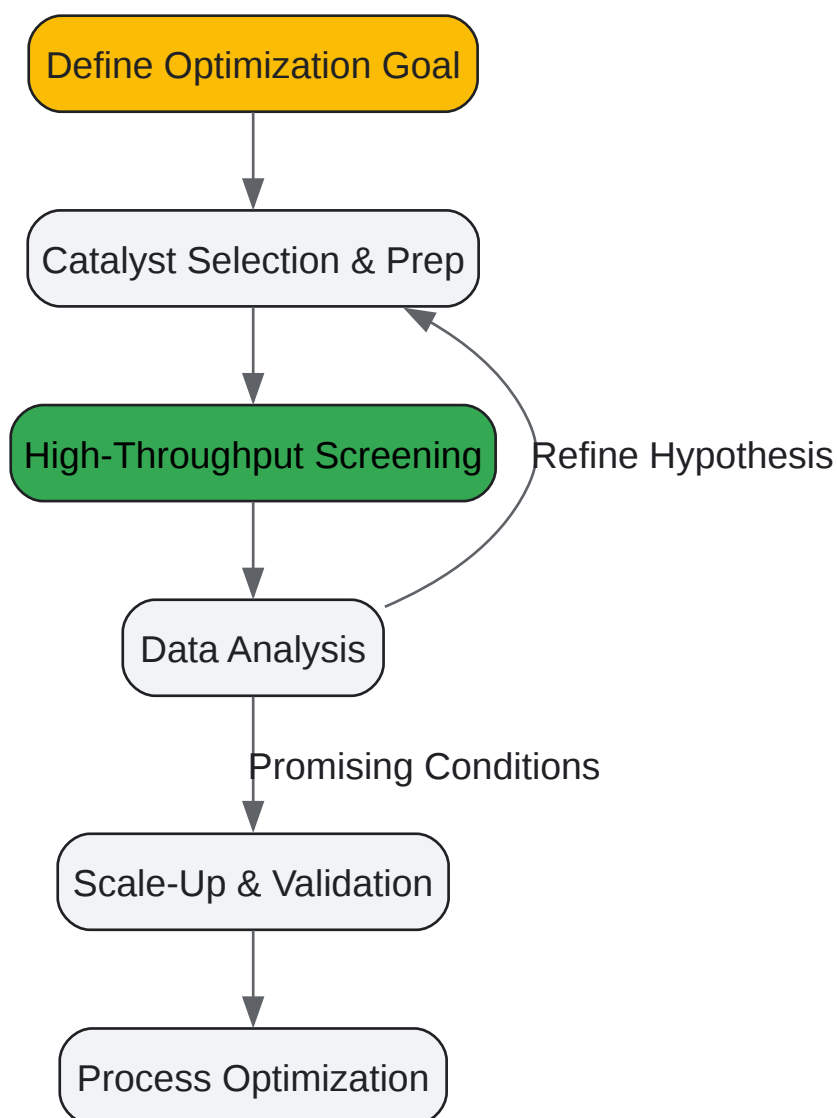 Define Optimization Goal
Catalyst Selection & Prep
High-Throughput Screening
Refine Hypothesis
Data Analysis
Promising Conditions
Scale-Up & Validation
Process Optimization